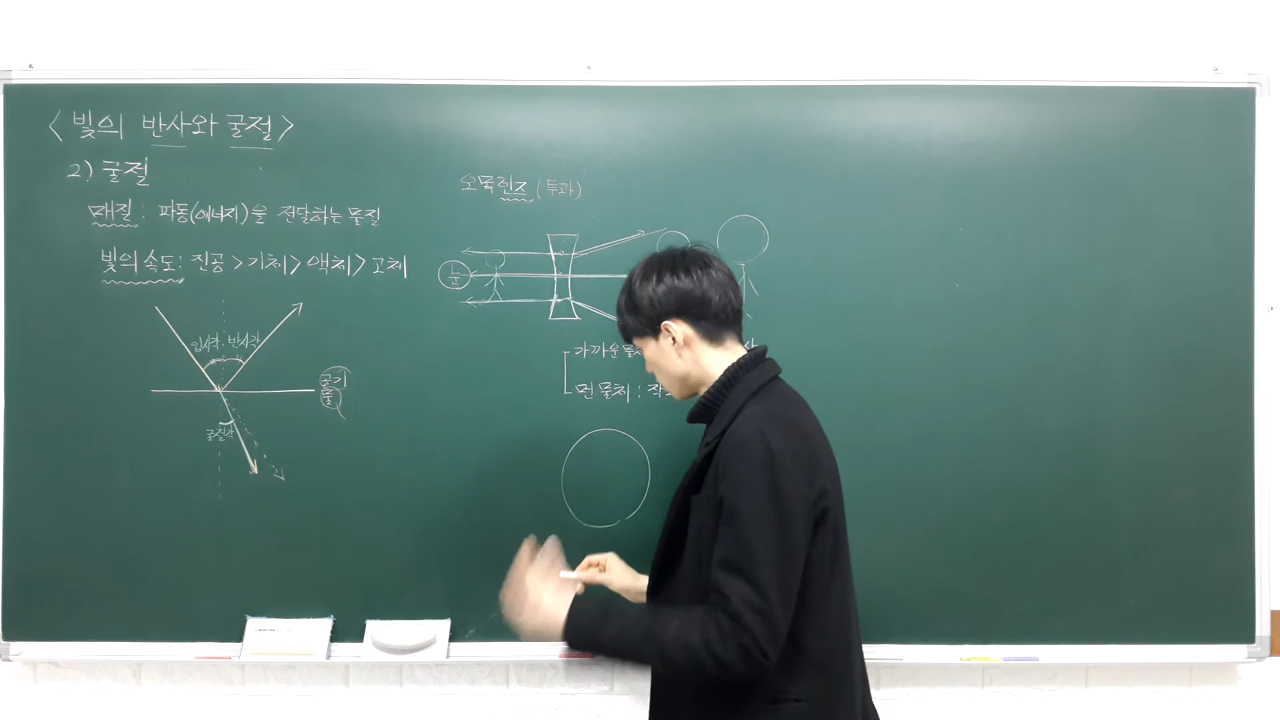 <빛의 반사와 굴절>
2) 굴절
매질 : 파동(에너지)을 전달하는 물질
빛의 속도 : 진공 > 기체 > 액체 > 고체
입사각 반사각
공기
물
굴절각
오목렌즈 (투과)
눈
가까운 물
먼 물체 : 작